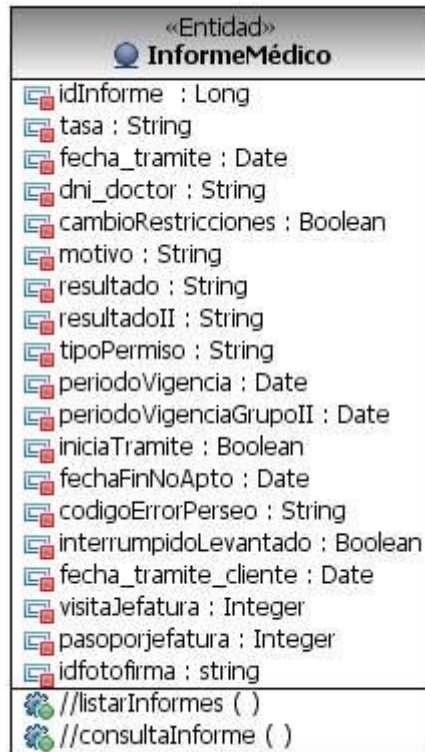 «Entidad»
InformeMédico
idInforme : Long
tasa : String
fecha_tramite : Date
dni_doctor : String
cambioRestricciones : Boolean
motivo : String
resultado : String
resultadoII : String
tipoPermiso : String
periodoVigencia : Date
periodoVigenciaGrupoII : Date
iniciaTramite : Boolean
fechaFinNoApto : Date
codigoErrorPerseo : String
interrumpidoLevantado : Boolean
fecha_tramite_cliente : Date
visitaJefatura : Integer
pasoporjefatura : Integer
idfotofirma : string
//listarInformes ( )
//consultaInforme ( )